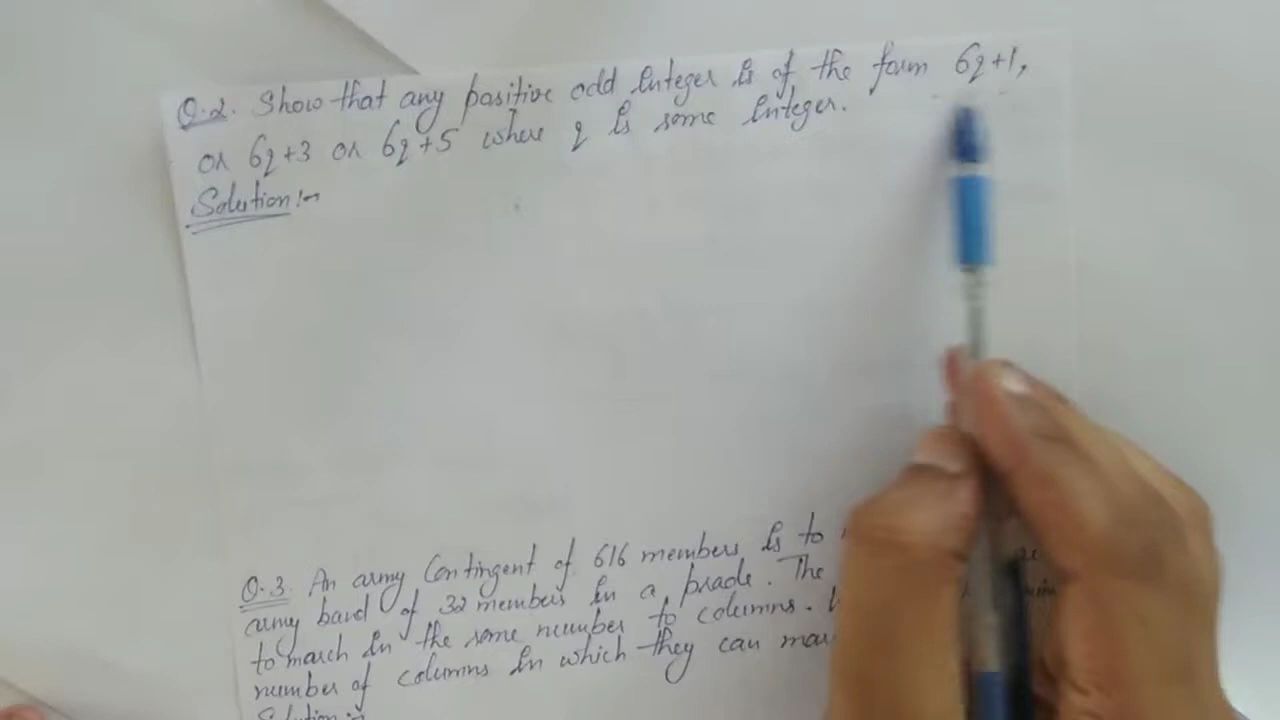 Q.2. Show that any positive odd Integer is of the form 6q+1,
or 6q+3 or 6q+5 where q is some Integer.
Solution:-
Q.3. An army Contingent of 616 members is to
army band of 32 members in a prade. The
to march in the same number to columns.
number of columns in which they can
Solution:-